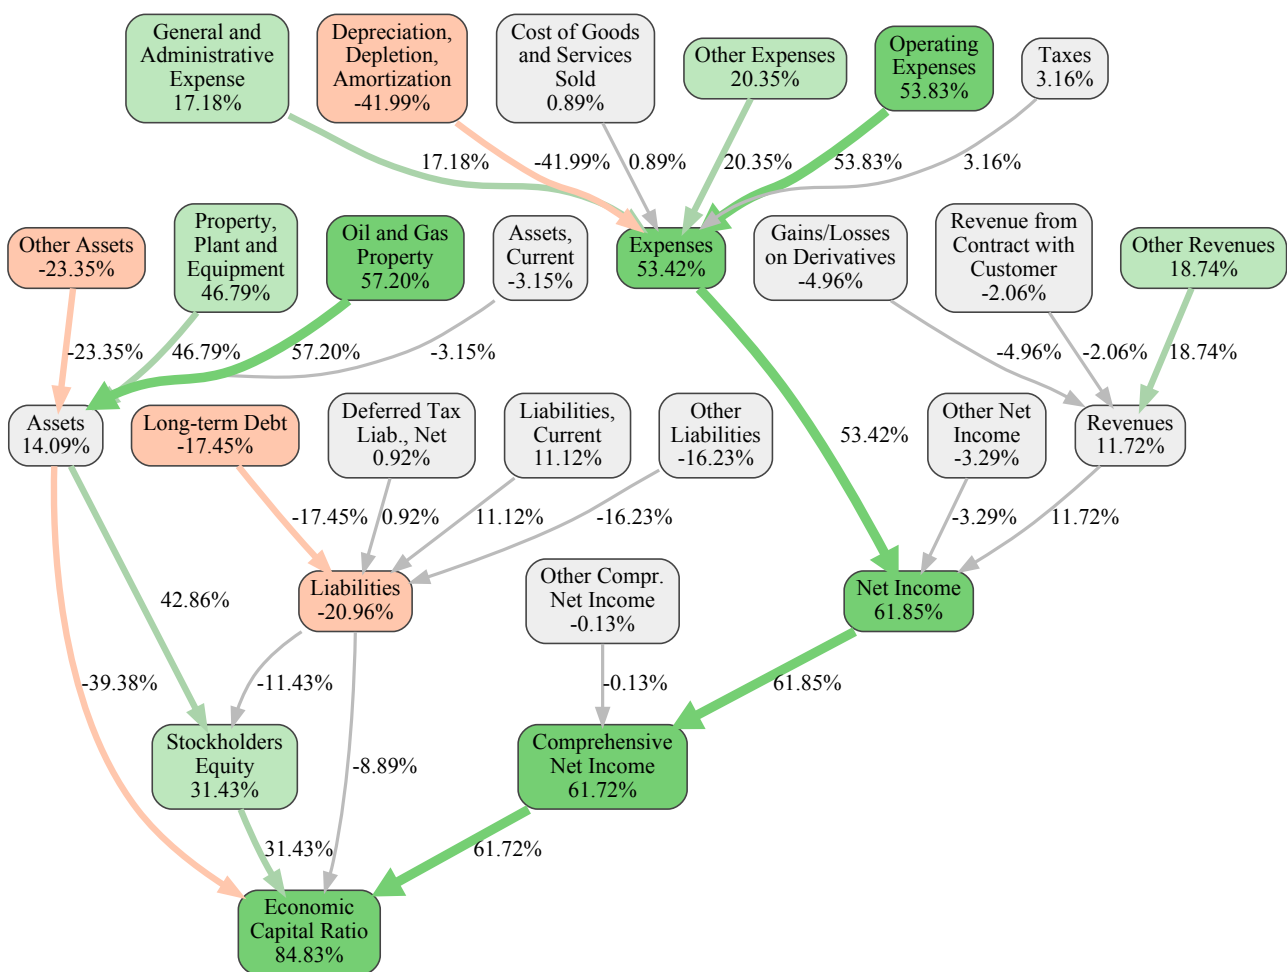 General and
Administrative
Expense
17.18%
Depreciation,
Depletion,
Amortization
-41.99%
Cost of Goods
and Services
Sold
0.89%
Other Expenses
20.35%
Operating
Expenses
53.83%
Taxes
3.16%
17.18%
-41.99%
0.89%
20.35%
53.83%
3.16%
Other Assets
-23.35%
Property,
Plant and
Equipment
46.79%
Oil and Gas
Property
57.20%
Assets,
Current
-3.15%
Expenses
53.42%
Gains/Losses
on Derivatives
-4.96%
Revenue from
Contract with
Customer
-2.06%
Other Revenues
18.74%
-23.35%
46.79%
57.20%
-3.15%
-4.96%
-2.06%
18.74%
Assets
14.09%
Long-term Debt
-17.45%
Deferred Tax
Liab., Net
0.92%
Liabilities,
Current
11.12%
Other
Liabilities
-16.23%
53.42%
Other Net
Income
-3.29%
Revenues
11.72%
-17.45%
0.92%
11.12%
-16.23%
-3.29%
11.72%
42.86%
Liabilities
-20.96%
Other Compr.
Net Income
-0.13%
Net Income
61.85%
-39.38%
-11.43%
-0.13%
61.85%
Stockholders
Equity
31.43%
-8.89%
Comprehensive
Net Income
61.72%
31.43%
61.72%
Economic
Capital Ratio
84.83%